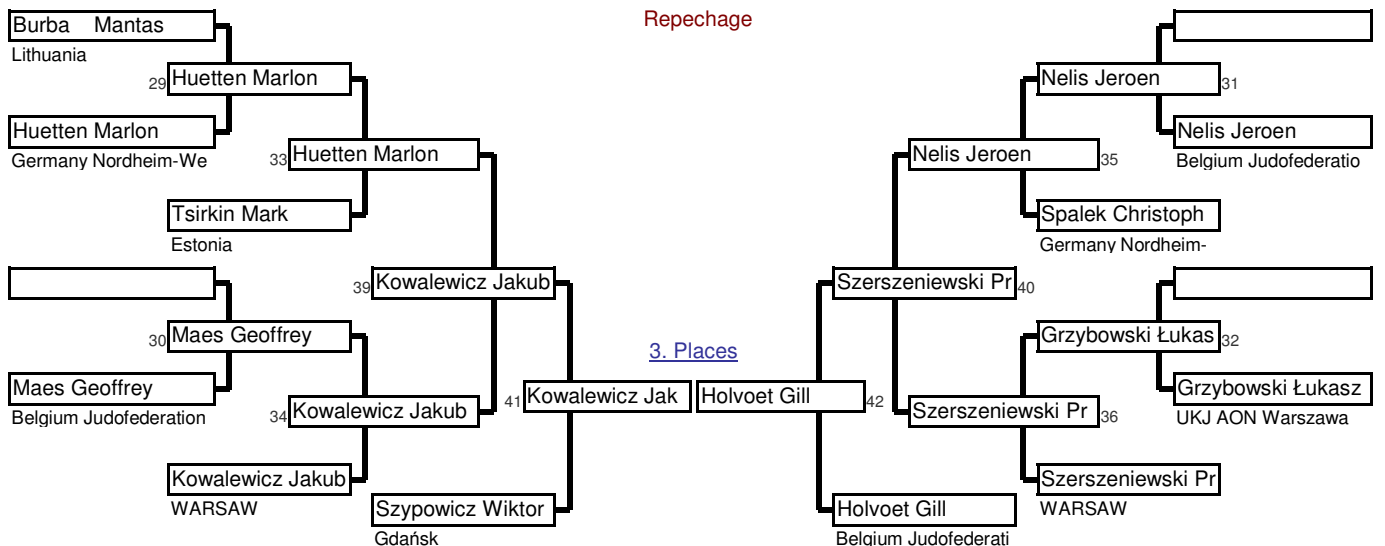 Repechage
Burba Mantas
Lithuania
29 Huetten Marlon
Huetten Marlon
Germany Nordheim-We
33 Huetten Marlon
Tsirkin Mark
Estonia
39 Kowalewicz Jakub
30 Maes Geoffrey
Maes Geoffrey
Belgium Judofederation
34 Kowalewicz Jakub
Kowalewicz Jakub
WARSAW
Szypowicz Wiktor
Gdańsk
3. Places
41 Kowalewicz Jak
Holvoet Gill 42
Nelis Jeroen 31
Nelis Jeroen
Belgium Judofederatio
Nelis Jeroen 35
Spalek Christoph
Germany Nordheim-
Szerszeniewski Pr 40
Grzybowski Łukas 32
Grzybowski Łukasz
UKJ AON Warszawa
Szerszeniewski Pr 36
Szerszeniewski Pr
WARSAW
Holvoet Gill
Belgium Judofederati